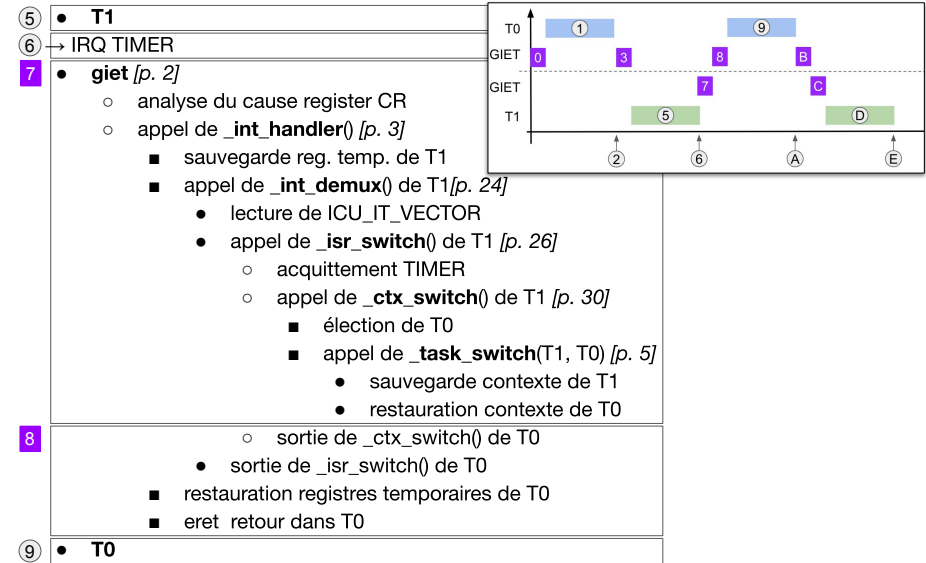 5 ● T1
6 → IRQ TIMER
7 ● giet [p. 2]
○ analyse du cause register CR
○ appel de _int_handler() [p. 3]
■ sauvegarde reg. temp. de T1
■ appel de _int_demux() de T1[p. 24]
● lecture de ICU_IT_VECTOR
● appel de _isr_switch() de T1 [p. 26]
○ acquittement TIMER
○ appel de _ctx_switch() de T1 [p. 30]
■ élection de T0
■ appel de _task_switch(T1, T0) [p. 5]
● sauvegarde contexte de T1
● restauration contexte de T0
8 ○ sortie de _ctx_switch() de T0
● sortie de _isr_switch() de T0
■ restauration registres temporaires de T0
■ eret retour dans T0
9 ● T0
T0 1 9
GIET 0 3 8 B
GIET 7 C
T1 5 D
2 6 A E